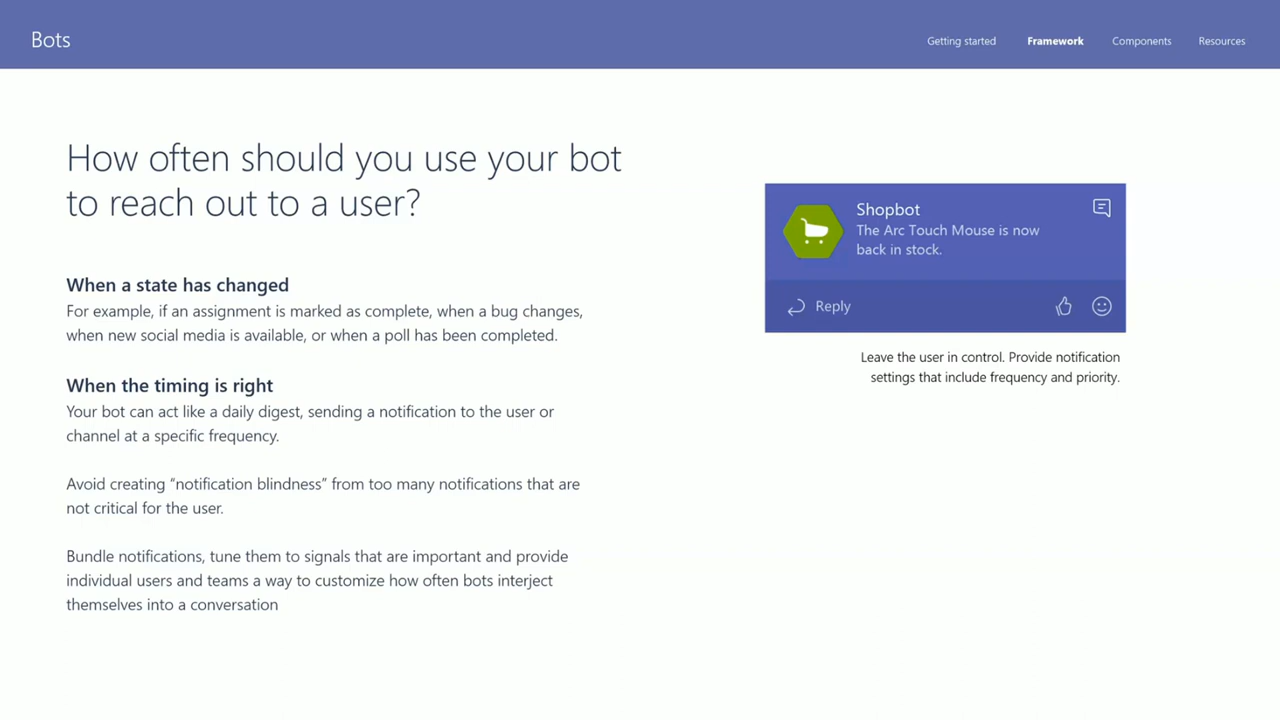 Bots
Getting started
Framework
Components
Resources
How often should you use your bot
to reach out to a user?
When a state has changed
For example, if an assignment is marked as complete, when a bug changes,
when new social media is available, or when a poll has been completed.
When the timing is right
Your bot can act like a daily digest, sending a notification to the user or
channel at a specific frequency.
Avoid creating “notification blindness” from too many notifications that are
not critical for the user.
Bundle notifications, tune them to signals that are important and provide
individual users and teams a way to customize how often bots interject
themselves into a conversation
Shopbot
The Arc Touch Mouse is now
back in stock.
Reply
Leave the user in control. Provide notification
settings that include frequency and priority.